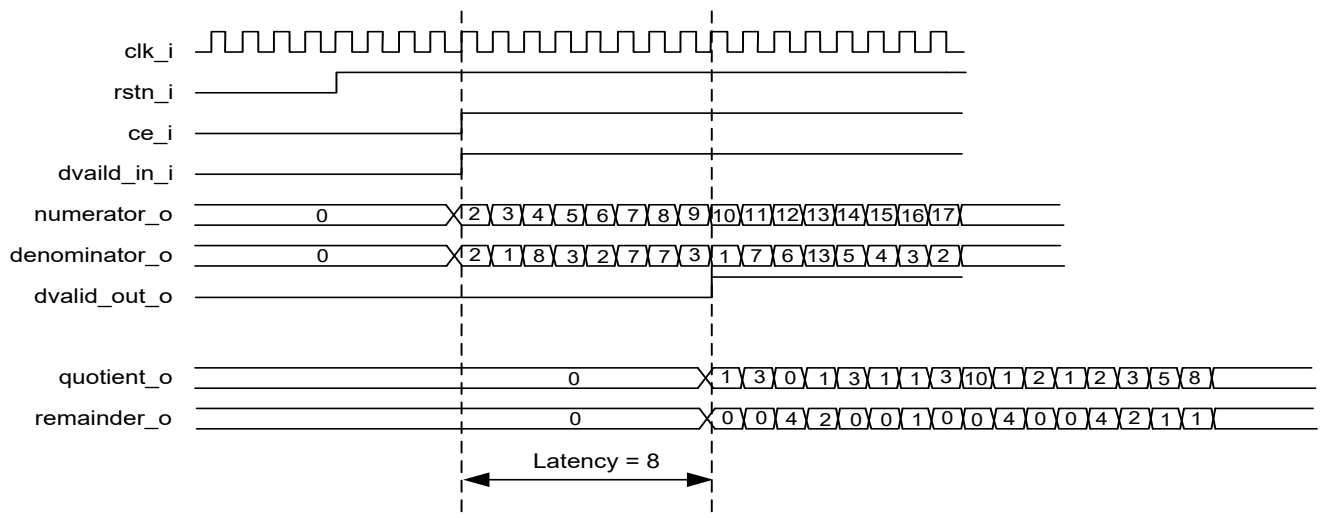 clk_i
rstn_i
ce_i
dvaild_in_i
numerator_o 0 2 3 4 5 6 7 8 9 10 11 12 13 14 15 16 17
denominator_o 0 2 1 8 3 2 7 7 3 1 7 6 13 5 4 3 2
dvalid_out_o
quotient_o 0 1 3 0 1 3 1 1 3 10 1 2 1 2 3 5 8
remainder_o 0 0 0 4 2 0 0 1 0 0 4 0 0 4 2 1 1
Latency = 8